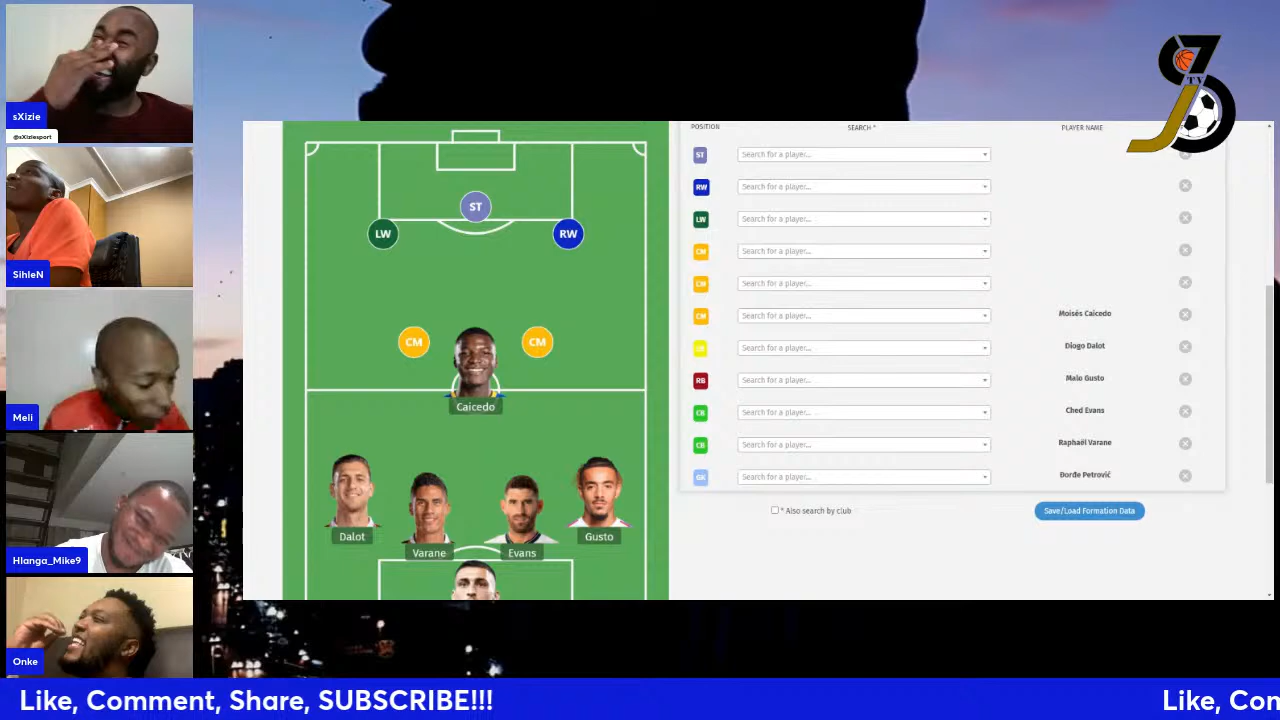 sXizie
@sXiziesport
SihleN
Meli
Hlanga_Mike9
Onke
ST
LW
RW
CM
CM
Caicedo
Dalot
Varane
Evans
Gusto
POSITION SEARCH * PLAYER NAME
ST Search for a player...
RW Search for a player...
LW Search for a player...
CM Search for a player...
CM Search for a player...
CM Search for a player... Moisés Caicedo
Search for a player... Diogo Dalot
RB Search for a player... Malo Gusto
CB Search for a player... Ched Evans
CB Search for a player... Raphaël Varane
GK Search for a player... Đorđe Petrović
* Also search by club
Save/Load Formation Data
Like, Comment, Share, SUBSCRIBE!!!
Like, Con